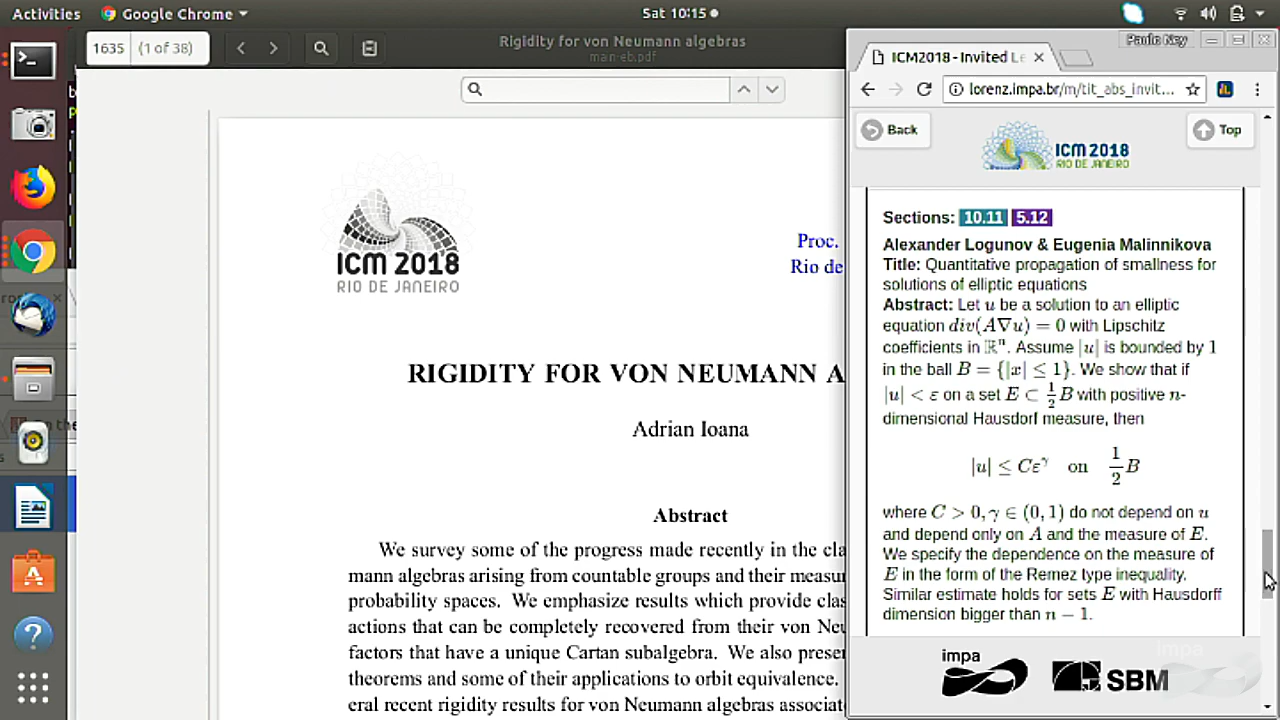 Activities
Google Chrome
Sat 10:15
1635
(1 of 38)
Rigidity for von Neumann algebras
man-eb.pdf
ICM 2018
RIO DE JANEIRO
Proc.
Rio de
RIGIDITY FOR VON NEUMANN A
Adrian Ioana
Abstract
We survey some of the progress made recently in the cla
mann algebras arising from countable groups and their measur
probability spaces. We emphasize results which provide clas
actions that can be completely recovered from their von Neu
factors that have a unique Cartan subalgebra. We also presen
theorems and some of their applications to orbit equivalence.
eral recent rigidity results for von Neumann algebras associate
Paulo Ney
ICM2018 - Invited Le
lorenz.impa.br/m/tit_abs_invit...
Back
ICM 2018
RIO DE JANEIRO
Top
Sections: 10.11 5.12
Alexander Logunov & Eugenia Malinnikova
Title: Quantitative propagation of smallness for
solutions of elliptic equations
Abstract: Let u be a solution to an elliptic
equation div(A∇u) = 0 with Lipschitz
coefficients in ℝⁿ. Assume |u| is bounded by 1
in the ball B = {|x| ≤ 1}. We show that if
|u| < ε on a set E ⊂ ½B with positive n-
dimensional Hausdorf measure, then
|u| ≤ Cε^γ on ½B
where C > 0, γ ∈ (0, 1) do not depend on u
and depend only on A and the measure of E.
We specify the dependence on the measure of
E in the form of the Remez type inequality.
Similar estimate holds for sets E with Hausdorff
dimension bigger than n − 1.
impa
SBM
impa